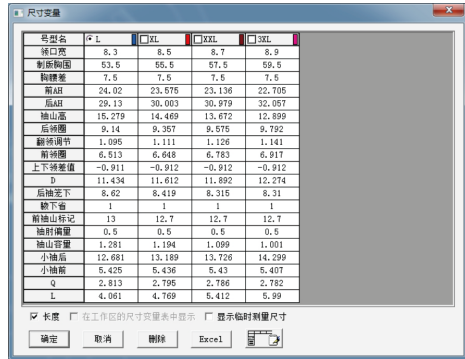 尺寸变量
号型名 L XL XXL 3XL
领口宽 8.3 8.5 8.7 8.9
制版胸围 53.5 55.5 57.5 59.5
胸腰差 7.5 7.5 7.5 7.5
前AH 24.02 23.575 23.136 22.705
后AH 29.13 30.003 30.979 32.057
袖山高 15.279 14.469 13.672 12.899
后领圈 9.14 9.357 9.575 9.792
翻领调节 1.095 1.111 1.126 1.141
前领圈 6.513 6.648 6.783 6.917
上下领差值 -0.911 -0.912 -0.912 -0.912
D 11.434 11.612 11.892 12.274
后袖笼下 8.62 8.419 8.315 8.31
腋下省 1 1 1 1
前袖山标记 13 12.7 12.7 12.7
袖肘偏量 0.5 0.5 0.5 0.5
袖山容量 1.281 1.194 1.099 1.001
小袖后 12.681 13.189 13.726 14.299
小袖前 5.425 5.436 5.43 5.407
Q 2.813 2.795 2.786 2.782
L 4.061 4.769 5.412 5.99
长度 在工作区的尺寸变量表中显示 显示临时测量尺寸
确定 取消 删除 Excel